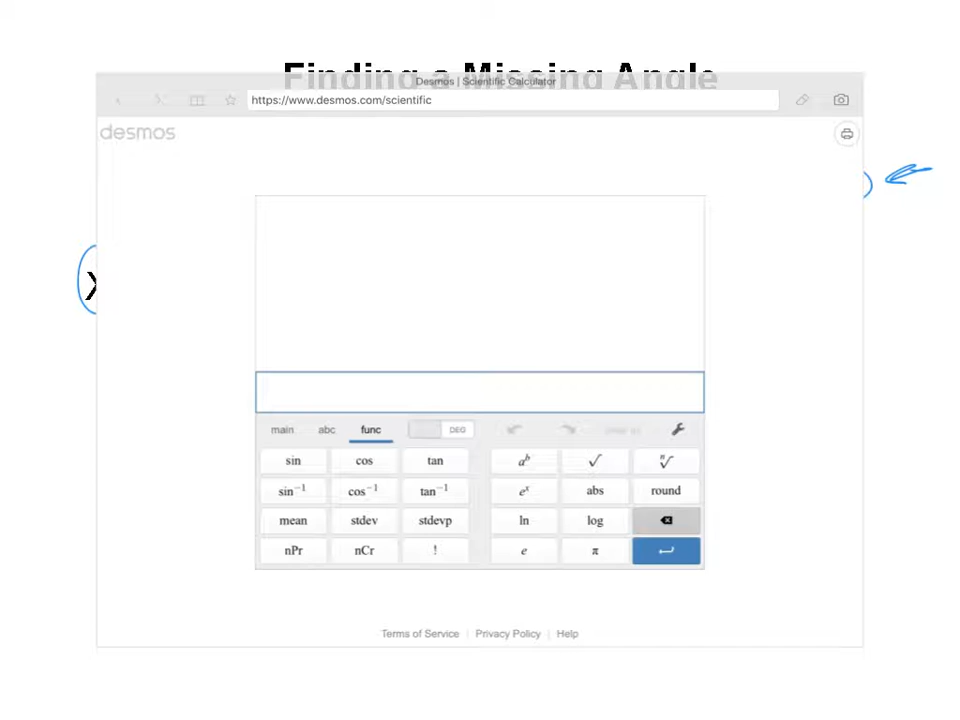 Finding a Missing Angle
Desmos | Scientific Calculator
https://www.desmos.com/scientific
desmos
X
main abc func DEG
sin cos tan a^b √ ⁿ√
sin⁻¹ cos⁻¹ tan⁻¹ e^x abs round
mean stdev stdevp ln log
nPr nCr ! e π
Terms of Service | Privacy Policy | Help